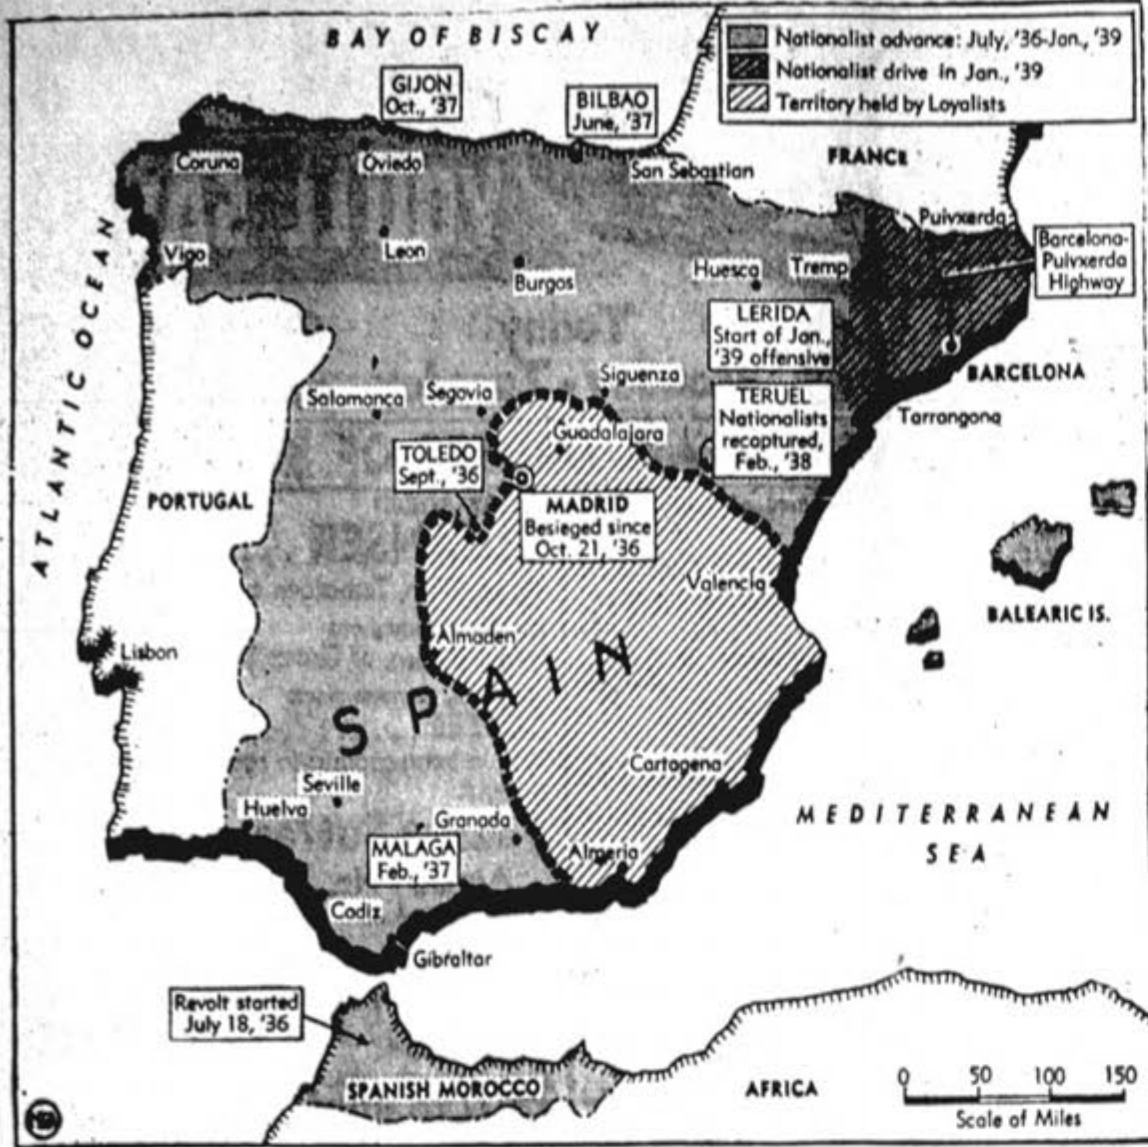 BAY OF BISCAY
Nationalist advance: July, '36-Jan., '39
Nationalist drive in Jan., '39
Territory held by Loyalists
GIJON
Oct., '37
BILBAO
June, '37
Coruna
Oviedo
San Sebastian
FRANCE
Puivxerda
Barcelona-
Puivxerda
Highway
Vigo
Leon
Burgos
Huesca
Tremp
LERIDA
Start of Jan.,
'39 offensive
BARCELONA
ATLANTIC OCEAN
Salamonca
Segovia
Siguenza
TERUEL
Nationalists
recaptured,
Feb., '38
Tarrangona
Guadalajara
TOLEDO
Sept., '36
PORTUGAL
MADRID
Besieged since
Oct. 21, '36
Valencia
BALEARIC IS.
Lisbon
Almaden
SPAIN
Cartagena
Seville
Huelva
Granada
MEDITERRANEAN
SEA
MALAGA
Feb., '37
Almeria
Cadiz
Gibraltar
Revolt started
July 18, '36
SPANISH MOROCCO
AFRICA
0 50 100 150
Scale of Miles